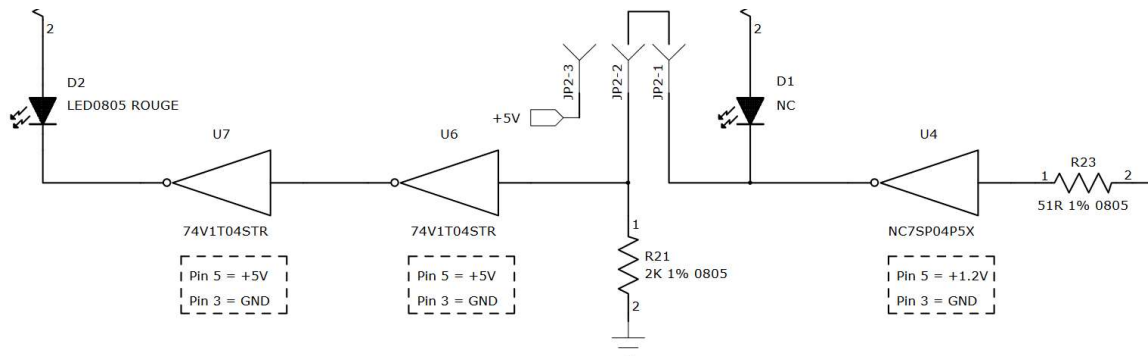 2
D2
LED0805 ROUGE
U7
74V1T04STR
Pin 5 = +5V
Pin 3 = GND
U6
74V1T04STR
Pin 5 = +5V
Pin 3 = GND
+5V
JP2-3
JP2-2
JP2-1
1
R21
2K 1% 0805
2
2
D1
NC
U4
NC7SP04P5X
Pin 5 = +1.2V
Pin 3 = GND
R23
1
2
51R 1% 0805